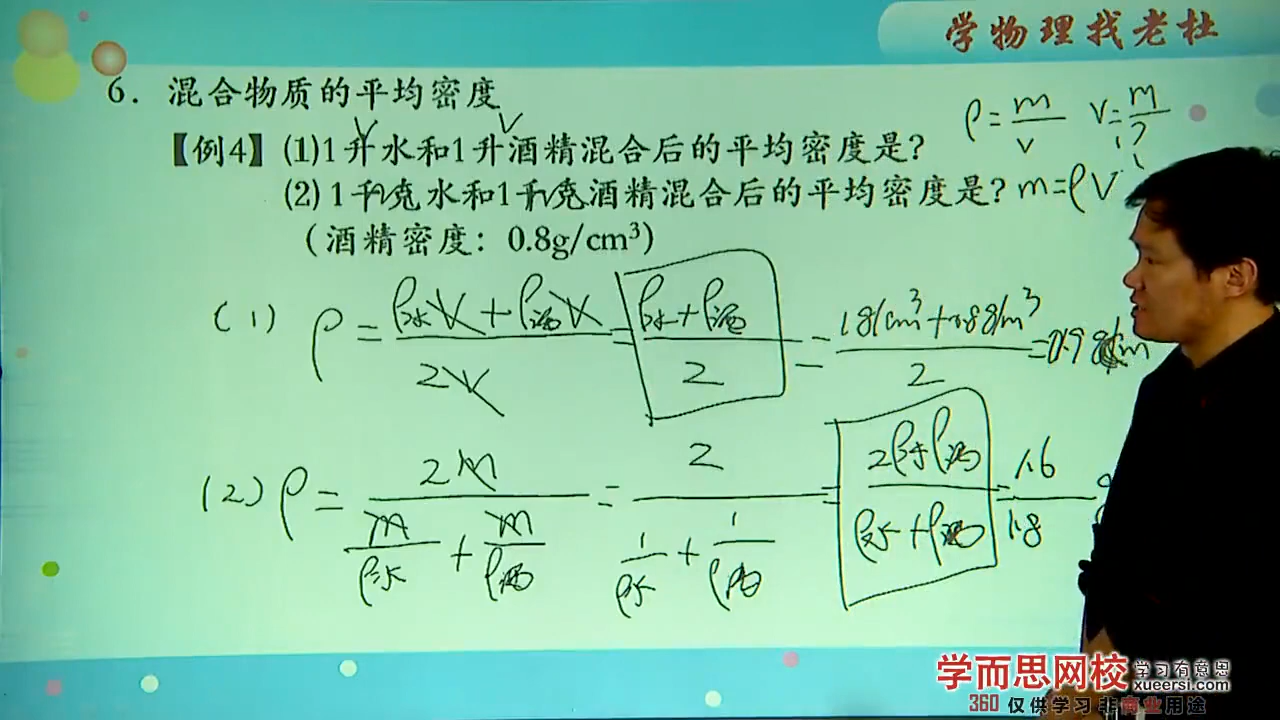 学物理找老杜
6. 混合物质的平均密度
ρ=m/v v=m/ρ
【例4】(1)1升水和1升酒精混合后的平均密度是?
V V
(2)1千克水和1千克酒精混合后的平均密度是? m=ρV
m m
(酒精密度:0.8g/cm³)
(1) ρ=(ρ水V+ρ酒V)/2V=(ρ水+ρ酒)/2=(1g/cm³+0.8g/cm³)/2=0.9g/cm
(2) ρ=2m/(m/ρ水+m/ρ酒)=2/(1/ρ水+1/ρ酒)=2ρ水ρ酒/(ρ水+ρ酒)=1.6/1.8
学而思网校 学习有意思
xueersi.com
360 仅供学习 非商业用途